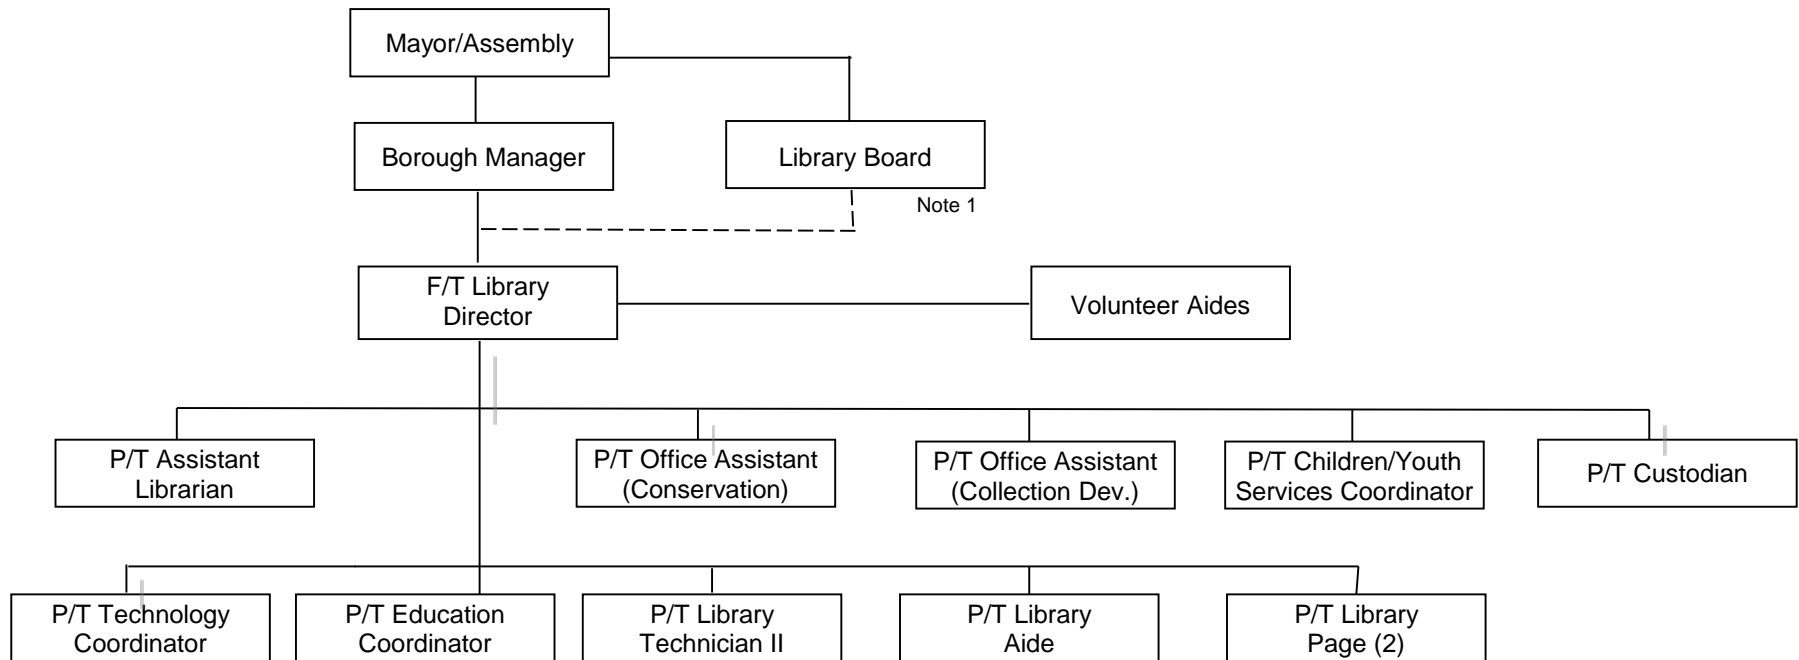 Mayor/Assembly
Borough Manager
Library Board
Note 1
F/T Library
Director
Volunteer Aides
P/T Assistant
Librarian
P/T Office Assistant
(Conservation)
P/T Office Assistant
(Collection Dev.)
P/T Children/Youth
Services Coordinator
P/T Custodian
P/T Technology
Coordinator
P/T Education
Coordinator
P/T Library
Technician II
P/T Library
Aide
P/T Library
Page (2)